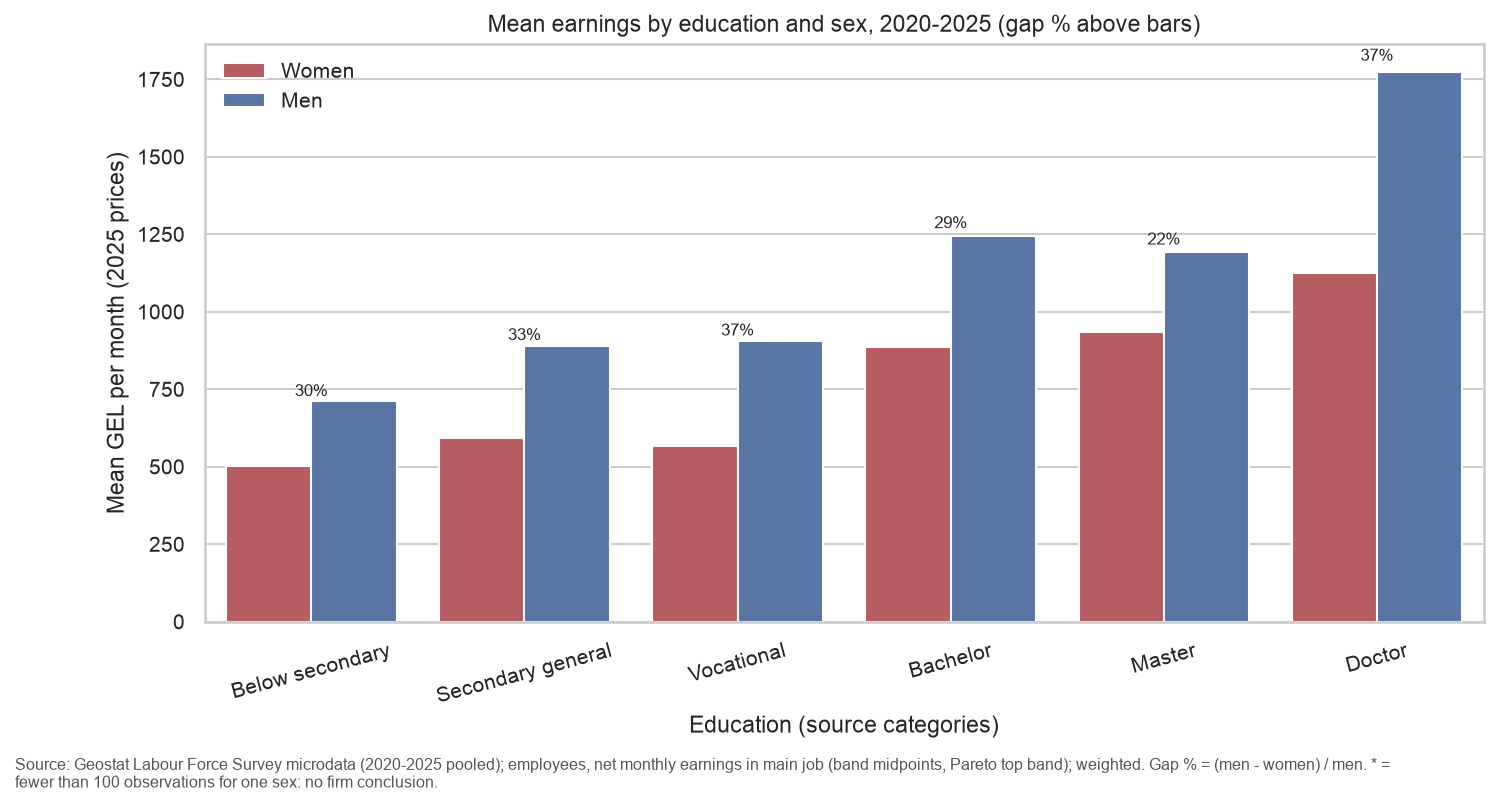 Mean earnings by education and sex, 2020-2025 (gap % above bars)
Women
Men
Mean GEL per month (2025 prices)
1750
1500
1250
1000
750
500
250
0
30%
33%
37%
29%
22%
37%
Below secondary
Secondary general
Vocational
Bachelor
Master
Doctor
Education (source categories)
Source: Geostat Labour Force Survey microdata (2020-2025 pooled); employees, net monthly earnings in main job (band midpoints, Pareto top band); weighted. Gap % = (men - women) / men. * =
fewer than 100 observations for one sex: no firm conclusion.